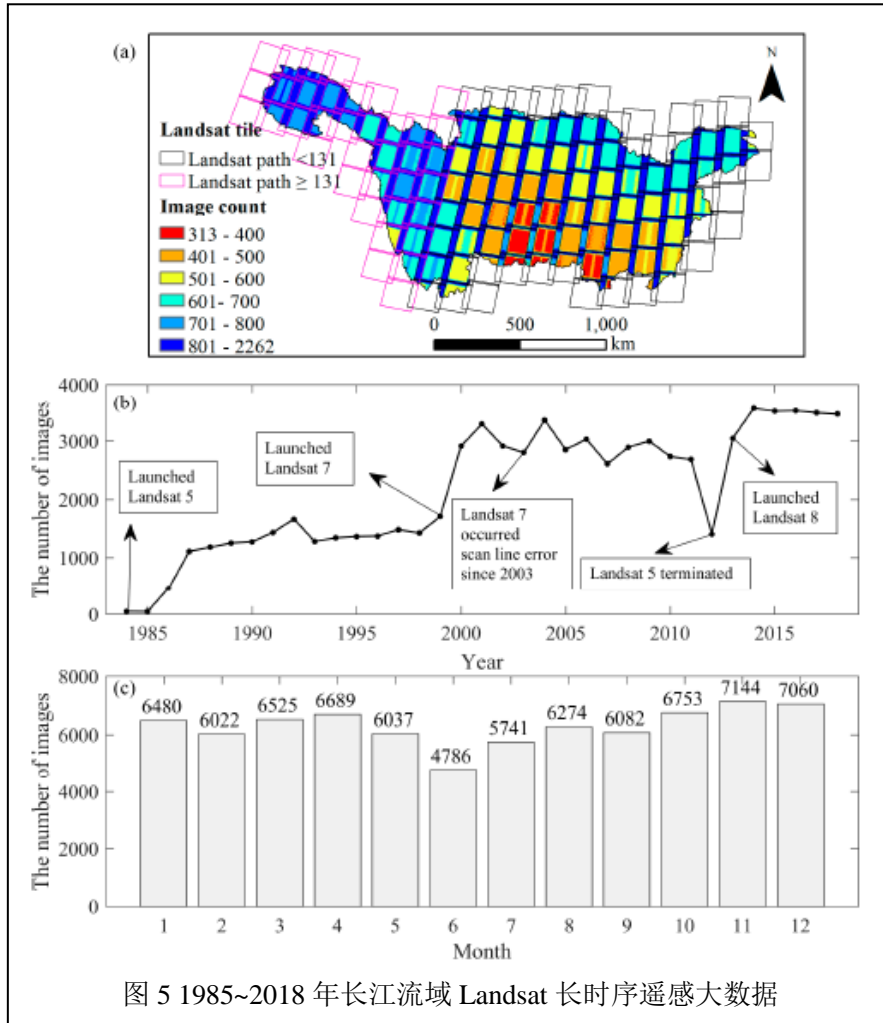 (a)
N
Landsat tile
Landsat path <131
Landsat path ≥ 131
Image count
313 - 400
401 - 500
501 - 600
601- 700
701 - 800
801 - 2262
0 500 1,000
km
(b)
The number of images
4000
3000
2000
1000
0
Launched
Landsat 5
Launched
Landsat 7
Landsat 7
occurred
scan line error
since 2003
Landsat 5 terminated
Launched
Landsat 8
1985 1990 1995 2000 2005 2010 2015
Year
(c)
The number of images
8000
6000
4000
2000
0
6480 6022 6525 6689 6037 4786 5741 6274 6082 6753 7144 7060
1 2 3 4 5 6 7 8 9 10 11 12
Month
图 5 1985~2018 年长江流域 Landsat 长时序遥感大数据